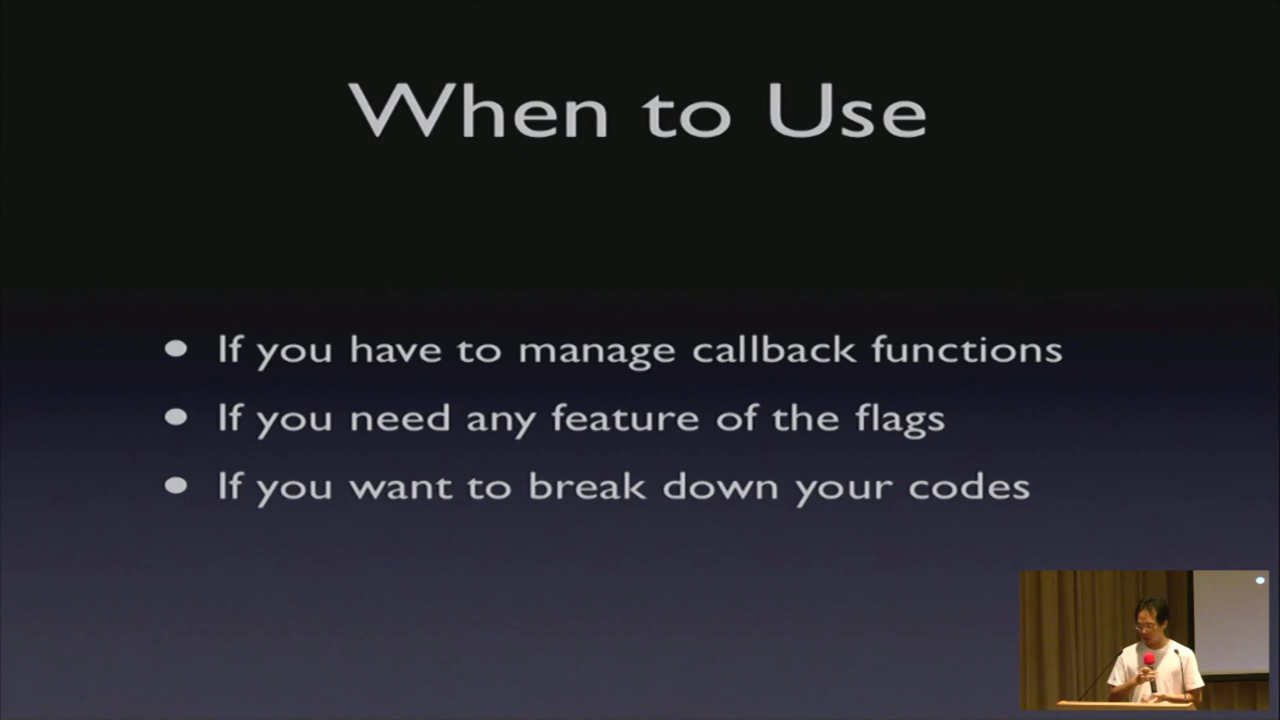 When to Use
• If you have to manage callback functions
• If you need any feature of the flags
• If you want to break down your codes